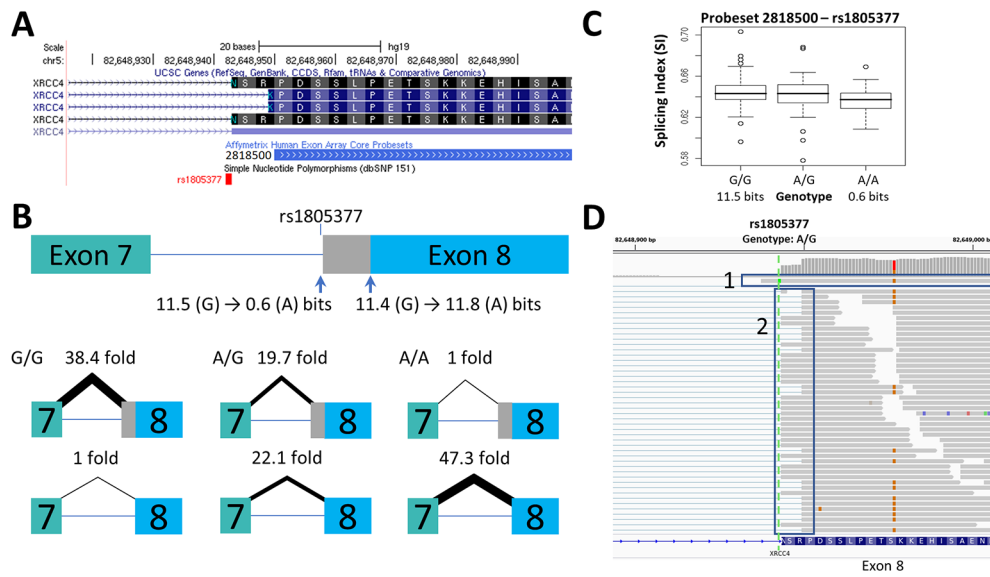 A
Scale
20 bases
hg19
chr5:
82,648,930
82,648,940
82,648,950
82,648,960
82,648,970
82,648,980
82,648,990
UCSC Genes (RefSeq, GenBank, CCDS, Rfam, tRNAs & Comparative Genomics)
XRCC4 N S R P D S S L P E T S K K E H I S A
XRCC4 P D S S L P E T S K K E H I S A
XRCC4 P D S S L P E T S K K E H I S A
XRCC4 N S R P D S S L P E T S K K E H I S A
XRCC4
Affymetrix Human Exon Array Core Probesets
2818500
Simple Nucleotide Polymorphisms (dbSNP 151)
rs1805377
B
rs1805377
Exon 7
Exon 8
11.5 (G) → 0.6 (A) bits
11.4 (G) → 11.8 (A) bits
G/G
38.4 fold
A/G
19.7 fold
A/A
1 fold
7 8
7 8
7 8
1 fold
22.1 fold
47.3 fold
7 8
7 8
7 8
C
Probeset 2818500 – rs1805377
Splicing Index (SI)
0.70
0.66
0.62
0.58
G/G
A/G
A/A
11.5 bits
Genotype
0.6 bits
D
rs1805377
82,648,900 bp
Genotype: A/G
82,649,000 bp
1
2
S R P D S S L P E T S K K E H I S A E N
XRCC4
Exon 8